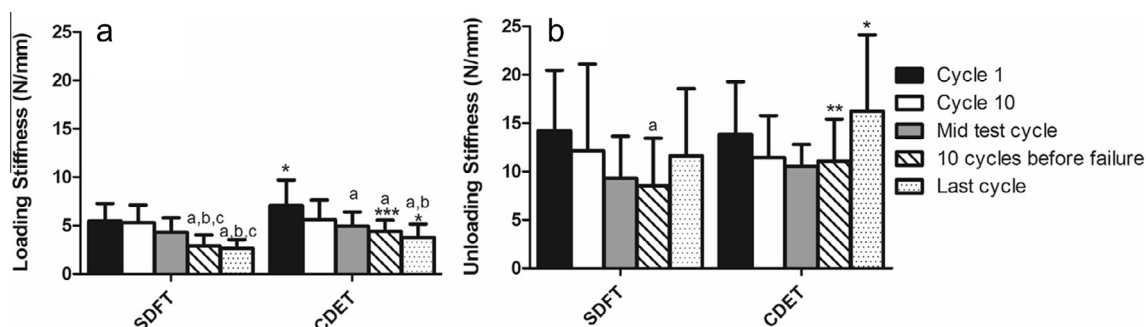 a
Loading Stiffness (N/mm)
25
20
15
10
5
0
a,b,c
a,b,c
*
a
a
***
a,b
*
SDFT
CDET
b
Unloading Stiffness (N/mm)
25
20
15
10
5
0
a
**
*
SDFT
CDET
Cycle 1
Cycle 10
Mid test cycle
10 cycles before failure
Last cycle